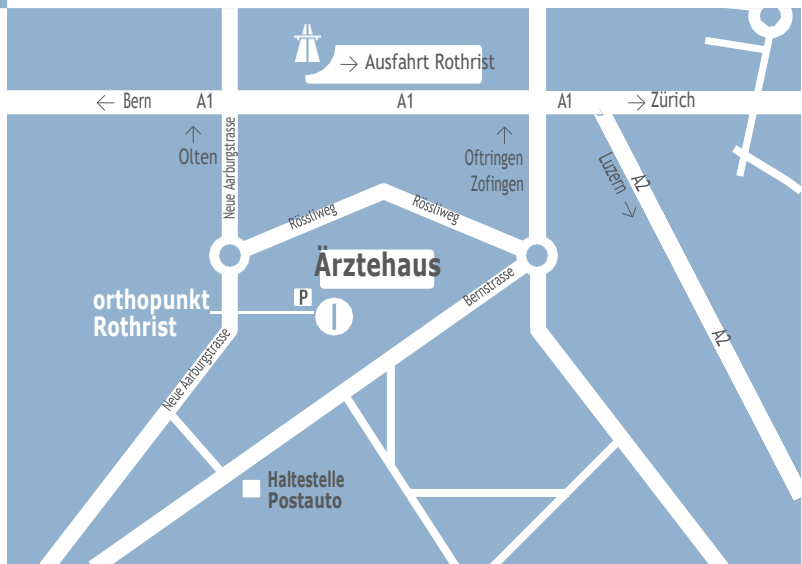 → Ausfahrt Rothrist
← Bern
A1
A1
A1
→ Zürich
↑
Olten
Neue Aarburgstrasse
↑
Oftringen
Zofingen
Luzern →
A2
Rössliweg
Rössliweg
Ärztehaus
Bernstrasse
P
orthopunkt
Rothrist
Neue Aarburgstrasse
A2
Haltestelle
Postauto